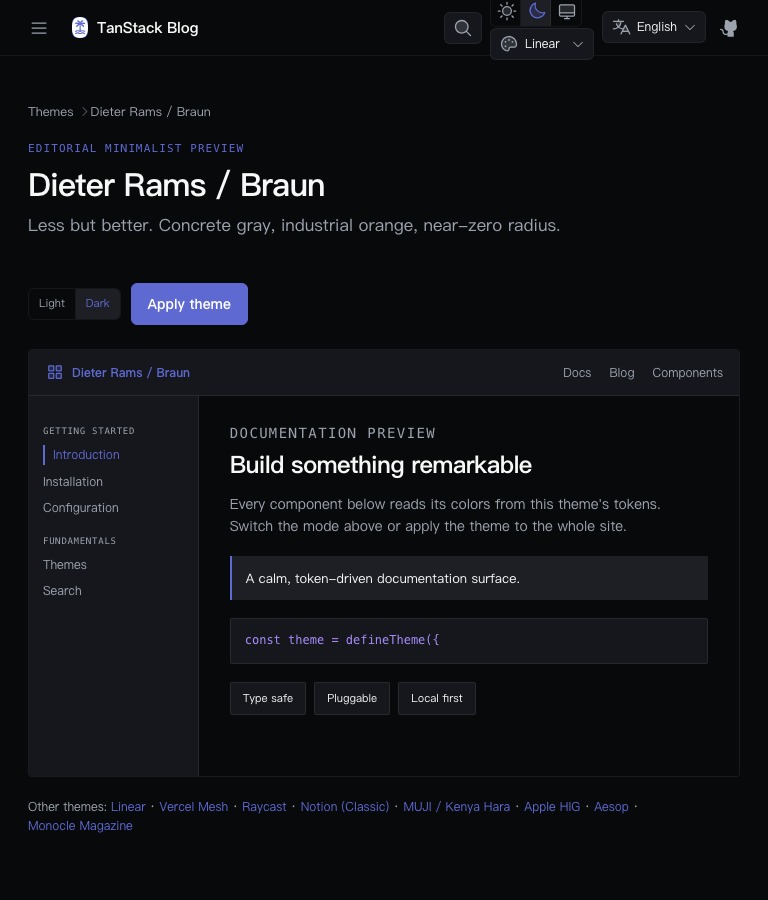 TanStack Blog
Linear
English
Themes
Dieter Rams / Braun
EDITORIAL MINIMALIST PREVIEW
Dieter Rams / Braun
Less but better. Concrete gray, industrial orange, near-zero radius.
Light
Dark
Apply theme
Dieter Rams / Braun
Docs
Blog
Components
GETTING STARTED
Introduction
Installation
Configuration
FUNDAMENTALS
Themes
Search
DOCUMENTATION PREVIEW
Build something remarkable
Every component below reads its colors from this theme's tokens.
Switch the mode above or apply the theme to the whole site.
A calm, token-driven documentation surface.
const theme = defineTheme({
Type safe
Pluggable
Local first
Other themes: Linear · Vercel Mesh · Raycast · Notion (Classic) · MUJI / Kenya Hara · Apple HIG · Aesop ·
Monocle Magazine